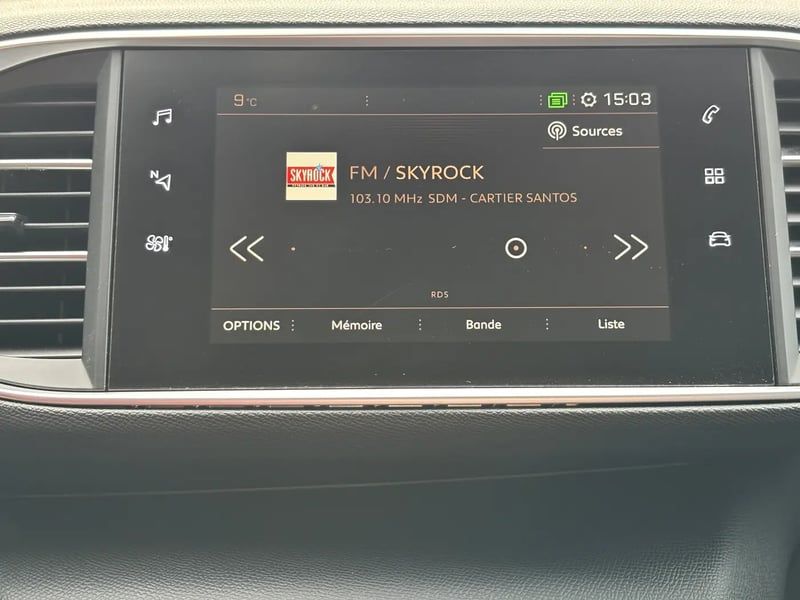 9°C
15:03
Sources
SKYROCK
FM / SKYROCK
103.10 MHz SDM - CARTIER SANTOS
N
RDS
OPTIONS Mémoire Bande Liste